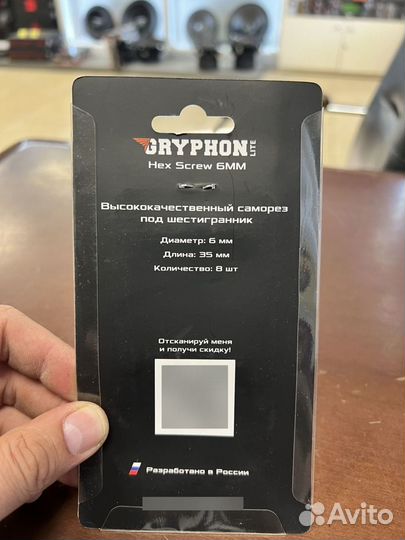 GRYPHON LITE
Hex Screw 6MM
Высококачественный саморез
под шестигранник
Диаметр: 6 мм
Длина: 35 мм
Количество: 8 шт
Отсканируй меня
и получи скидку!
Разработано в России
Avito